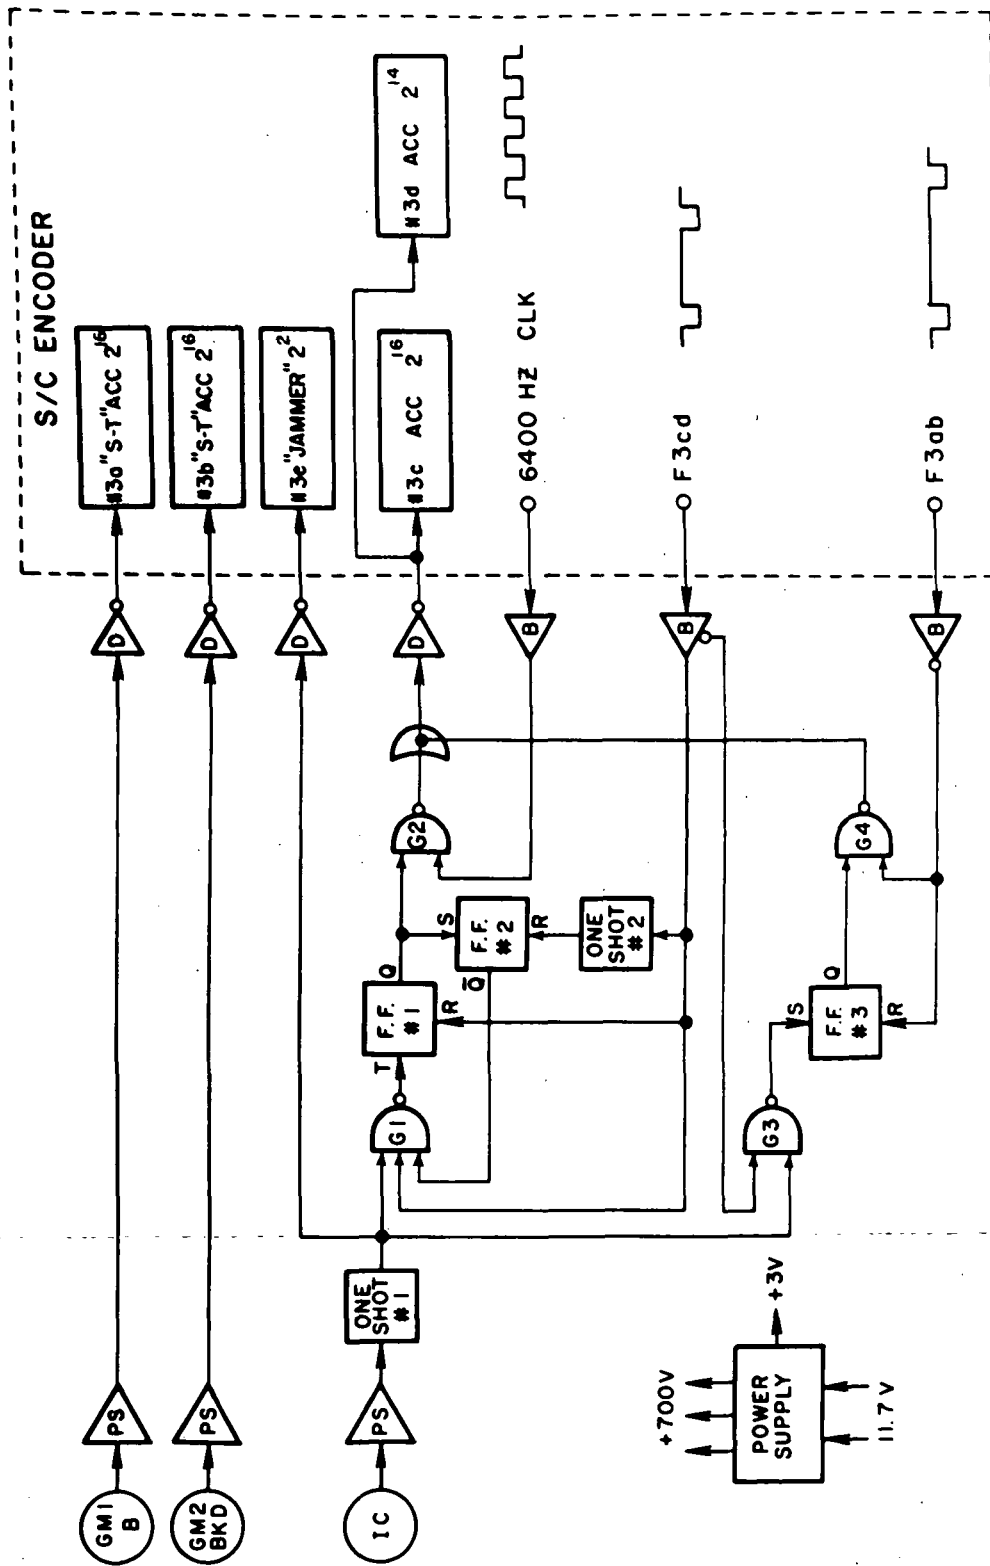 S/C ENCODER
GM1
B
PS
D
#3a "S-T" ACC 2^16
GM2
BKD
PS
D
#3b "S-T" ACC 2^16
D
#3e "JAMMER" 2^2
IC
PS
ONE
SHOT
#1
G1
T
F.F.
#1
Q
R
G2
D
#3c ACC 2^16
#3d ACC 2^14
S
F.F.
#2
Q̅
R
ONE
SHOT
#2
B
6400 HZ CLK
B
F3cd
G3
S
F.F.
#3
Q
R
G4
B
F3ab
+700V
POWER
SUPPLY
+3V
11.7V